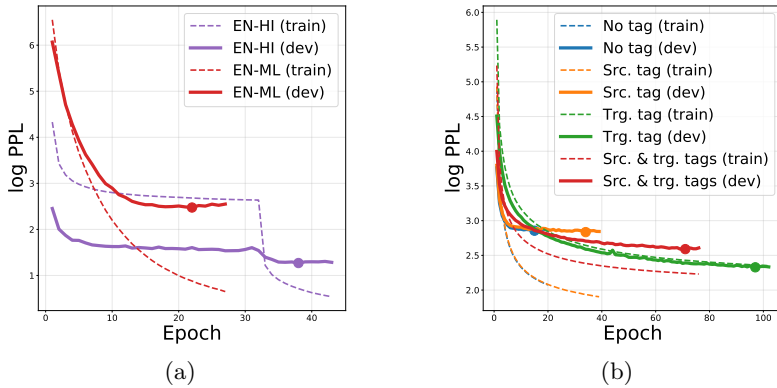 log PPL
6
5
4
3
2
1
0
10
20
30
40
Epoch
EN-HI (train)
EN-HI (dev)
EN-ML (train)
EN-ML (dev)
(a)
log PPL
6.0
5.5
5.0
4.5
4.0
3.5
3.0
2.5
2.0
0
20
40
60
80
100
Epoch
No tag (train)
No tag (dev)
Src. tag (train)
Src. tag (dev)
Trg. tag (train)
Trg. tag (dev)
Src. & trg. tags (train)
Src. & trg. tags (dev)
(b)